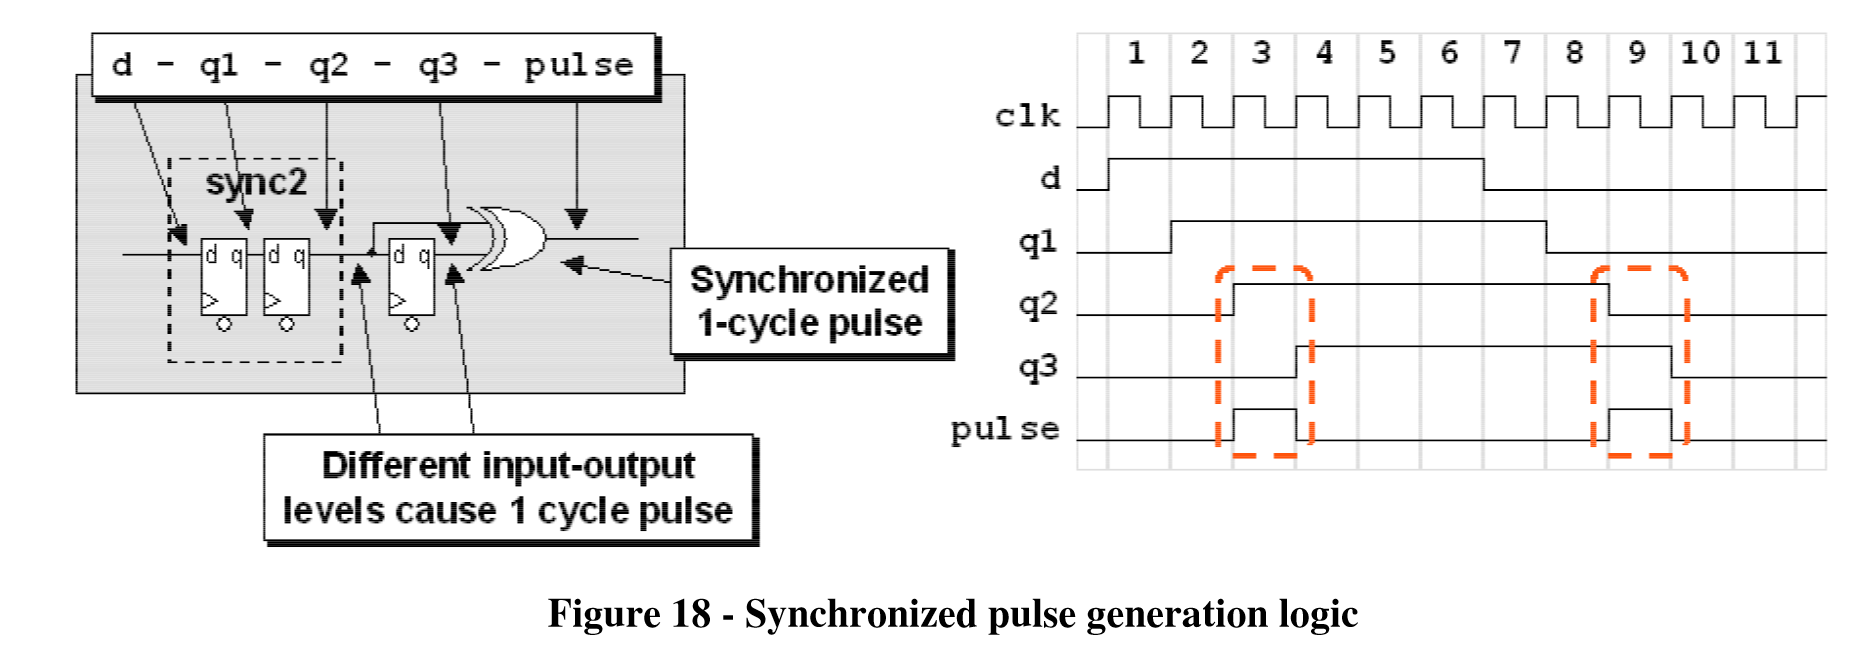 d - q1 - q2 - q3 - pulse
sync2
d q
d q
d q
Synchronized
1-cycle pulse
Different input-output
levels cause 1 cycle pulse
1 2 3 4 5 6 7 8 9 10 11
clk
d
q1
q2
q3
pulse
Figure 18 - Synchronized pulse generation logic